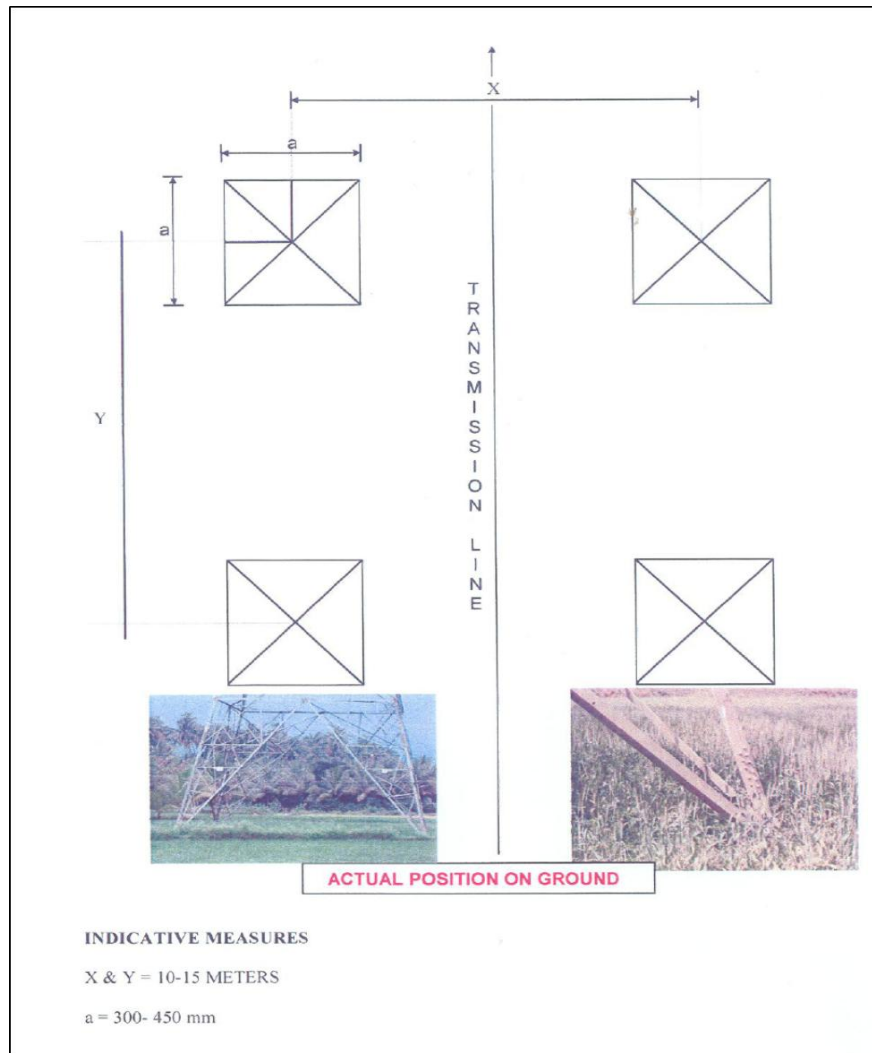 X
a
a
Y
TRANSMISSION LINE
ACTUAL POSITION ON GROUND
INDICATIVE MEASURES
X & Y = 10-15 METERS
a = 300- 450 mm